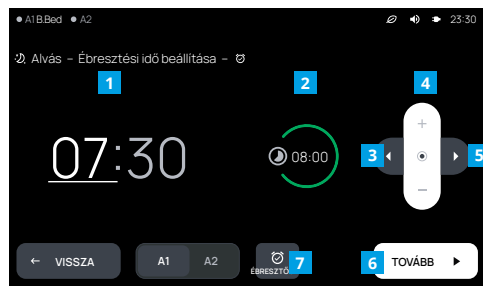 A1 B.Bed A2 23:30
Alvás – Ébresztési idő beállítása –
1 2 4
07:30 08:00 3 + − 5
← VISSZA A1 A2 ÉBRESZTŐ 7 6 TOVÁBB